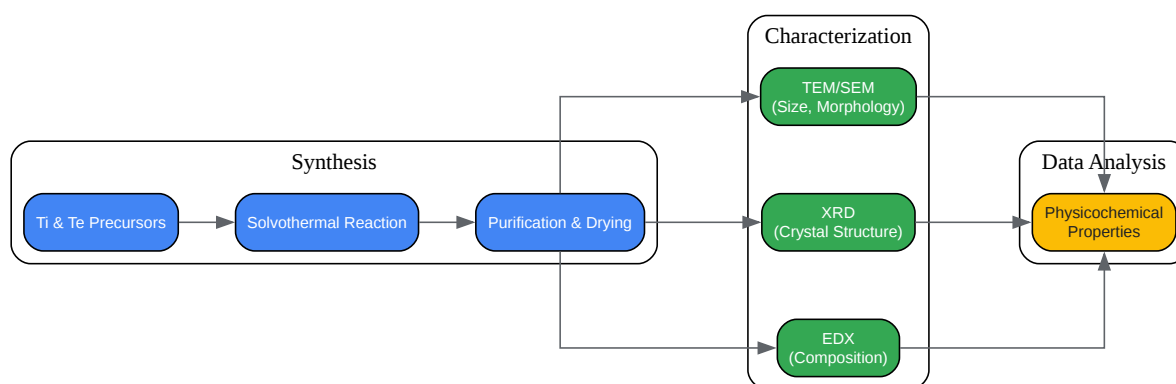 Characterization
TEM/SEM
(Size, Morphology)
Synthesis
Data Analysis
Ti & Te Precursors
Solvothermal Reaction
Purification & Drying
XRD
(Crystal Structure)
Physicochemical
Properties
EDX
(Composition)